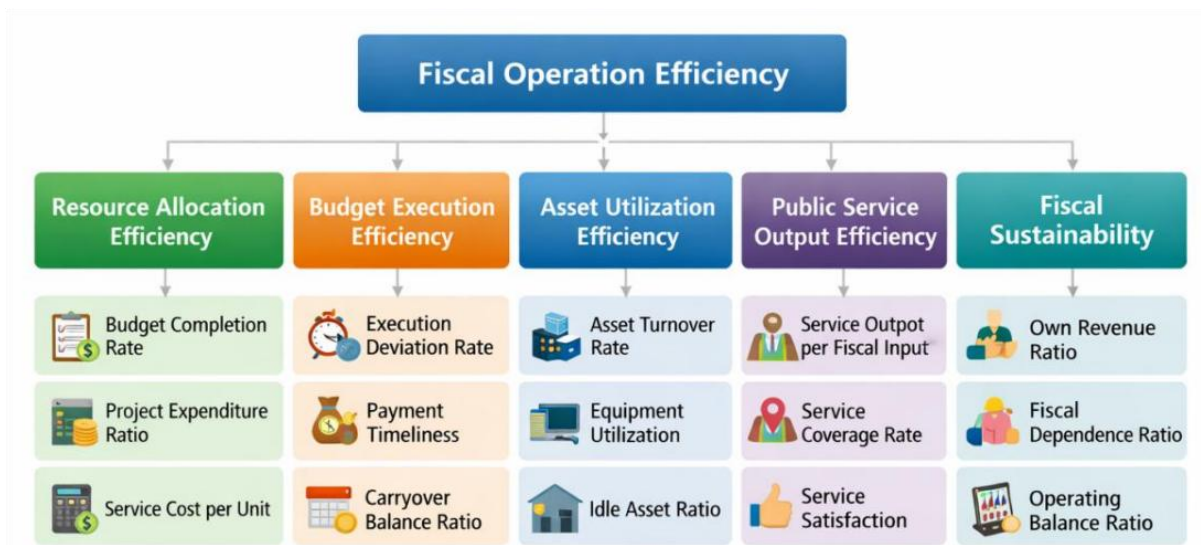 Fiscal Operation Efficiency
Resource Allocation
Efficiency
Budget Execution
Efficiency
Asset Utilization
Efficiency
Public Service
Output Efficiency
Fiscal
Sustainability
Budget Completion
Rate
Project Expenditure
Ratio
Service Cost per Unit
Execution
Deviation Rate
Payment
Timeliness
Carryover
Balance Ratio
Asset Turnover
Rate
Equipment
Utilization
Idle Asset Ratio
Service Outpot
per Fiscal Input
Service
Coverage Rate
Service
Satisfaction
Own Revenue
Ratio
Fiscal
Dependence Ratio
Operating
Balance Ratio